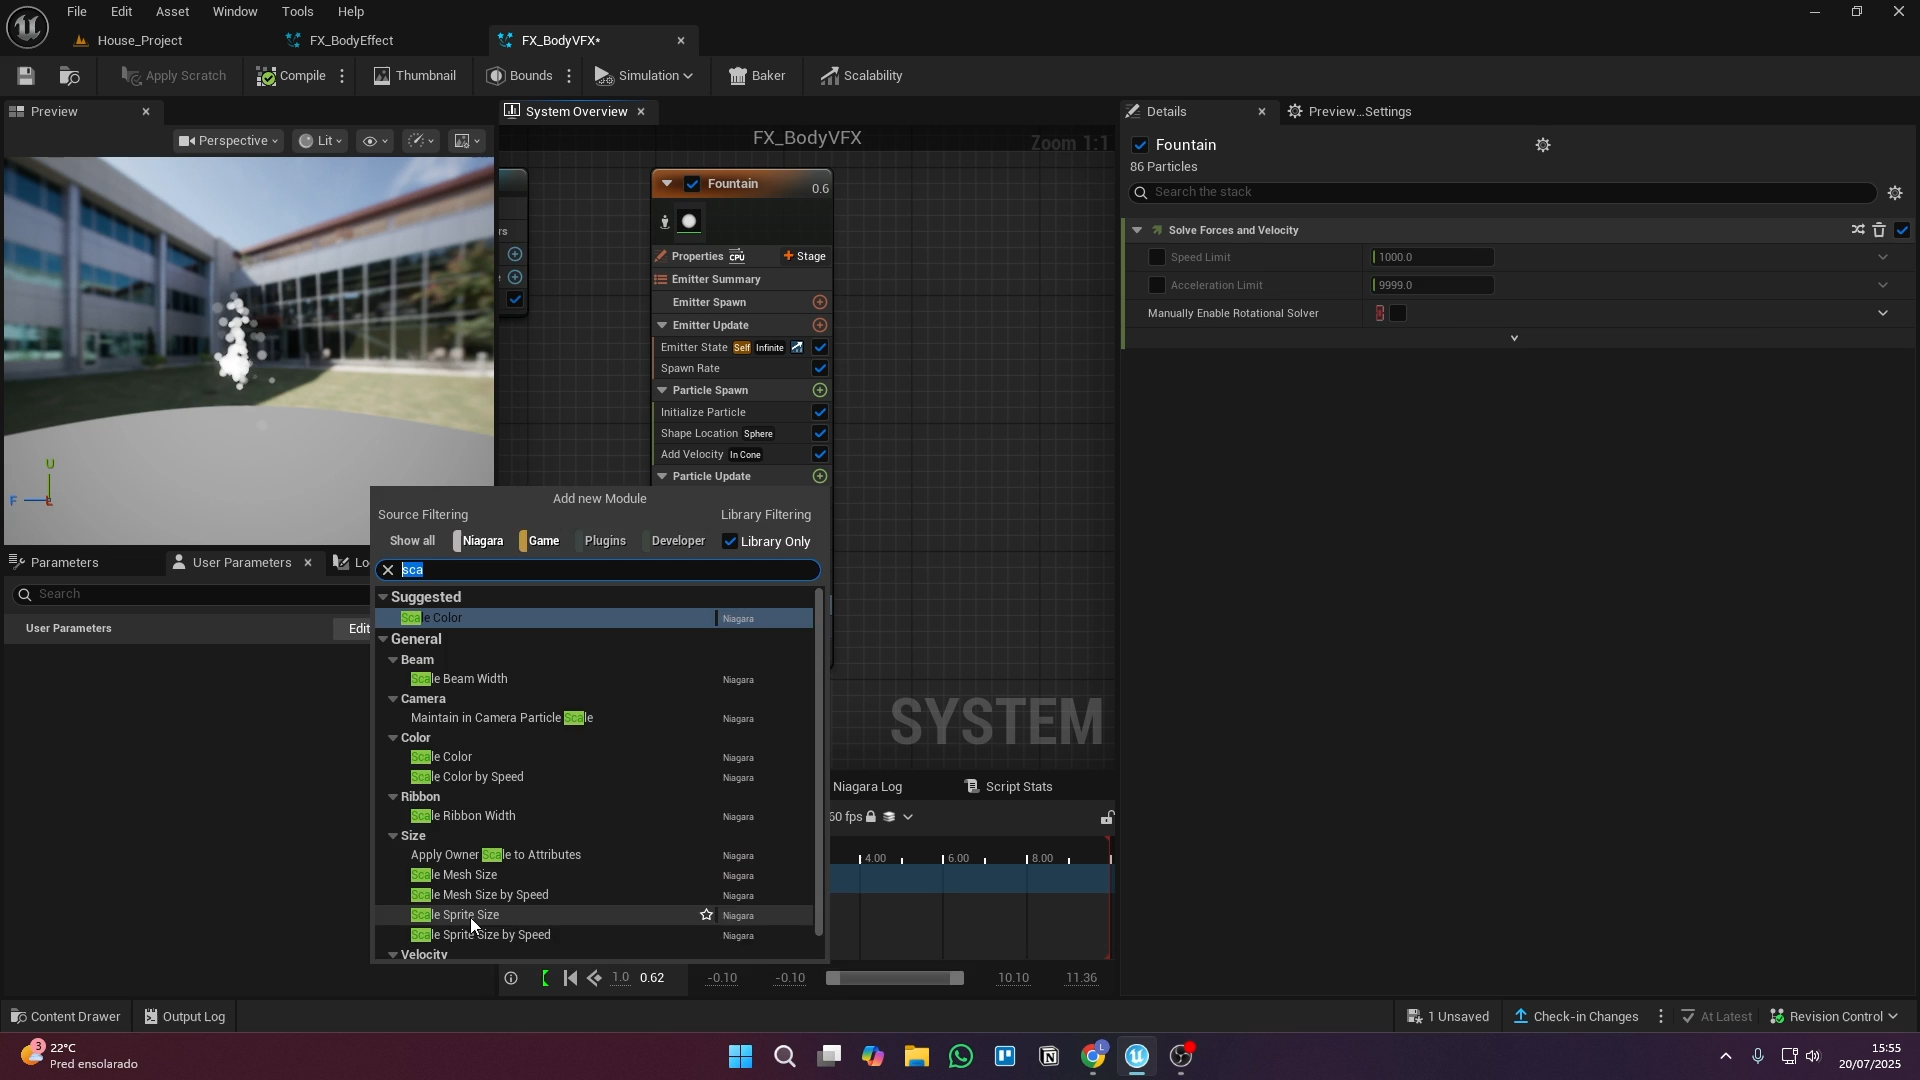 File Edit Asset Window Tools Help
House_Project FX_BodyEffect FX_BodyVFX*
Apply Scratch Compile Thumbnail Bounds Simulation Baker Scalability
Preview
Perspective Lit
F
U
L
Parameters User Parameters Lo
Search
User Parameters Edit
System Overview
FX_BodyVFX
Zoom 1:1
rs
Fountain 0.6
Properties CPU Stage
Emitter Summary
Emitter Spawn
Emitter Update
Emitter State Self Infinite
Spawn Rate
Particle Spawn
Initialize Particle
Shape Location Sphere
Add Velocity In Cone
Particle Update
SYSTEM
Add new Module
Source Filtering Library Filtering
Show all Niagara Game Plugins Developer Library Only
sca
Suggested
Scale Color Niagara
General
Beam
Scale Beam Width Niagara
Camera
Maintain in Camera Particle Scale Niagara
Color
Scale Color Niagara
Scale Color by Speed Niagara
Ribbon
Scale Ribbon Width Niagara
Size
Apply Owner Scale to Attributes Niagara
Scale Mesh Size Niagara
Scale Mesh Size by Speed Niagara
Scale Sprite Size Niagara
Scale Sprite Size by Speed Niagara
Velocity
Niagara Log Script Stats
60 fps
4.00 6.00 8.00
1.0 0.62 -0.10 -0.10 10.10 11.36
Details Preview...Settings
Fountain
86 Particles
Search the stack
Solve Forces and Velocity
Speed Limit 1000.0
Acceleration Limit 9999.0
Manually Enable Rotational Solver
Content Drawer Output Log 1 Unsaved Check-in Changes At Latest Revision Control
3
22°C
Pred ensolarado
L
15:55
20/07/2025